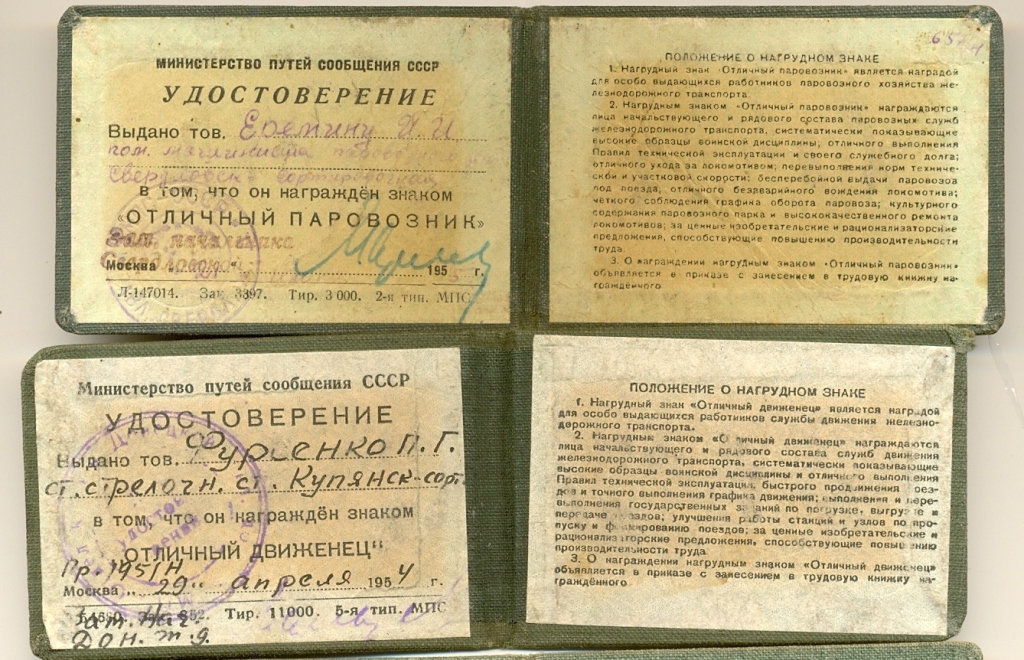 МИНИСТЕРСТВО ПУТЕЙ СООБЩЕНИЯ СССР
УДОСТОВЕРЕНИЕ
Выдано тов.
пом. машиниста
в том, что он награждён знаком
«ОТЛИЧНЫЙ ПАРОВОЗНИК»
Зам. начальника
Москва „ 195 г.
Л-147014. Зак. 3397. Тир. 3 000. 2-я тип. МПС
ПОЛОЖЕНИЕ О НАГРУДНОМ ЗНАКЕ
1. Нагрудный знак «Отличный паровозник» является наградой
для особо выдающихся работников паровозного хозяйства же-
лезнодорожного транспорта.
2. Нагрудным знаком «Отличный паровозник» награждаются
лица начальствующего и рядового состава паровозных служб
железнодорожного транспорта, систематически показывающие
высокие образцы воинской дисциплины, отличного выполнения
Правил технической эксплуатации и своего служебного долга;
отличного ухода за локомотивом; перевыполнения норм техниче-
ской и участковой скорости; бесперебойной выдачи паровозов
под поезда, отличного безаварийного вождения локомотива;
чёткого соблюдения графика оборота паровоза; культурного
содержания паровозного парка и высококачественного ремонта
локомотивов; за ценные изобретательские и рационализаторские
предложения, способствующие повышению производительности
труда.
3. О награждении нагрудным знаком «Отличный паровозник»
объявляется в приказе с занесением в трудовую книжку на-
граждённого
Министерство путей сообщения СССР
УДОСТОВЕРЕНИЕ
Выдано тов. П. Г.
ст. стрелочн. ст. Купянск-сорт.
в том, что он награждён знаком
„ОТЛИЧНЫЙ ДВИЖЕНЕЦ“
Пр. 1951/Н
Москва „29“ апреля 1954 г.
Тир. 11000. 5-я тип. МПС
Зам. Нач.
Дон. ж. д.
ПОЛОЖЕНИЕ О НАГРУДНОМ ЗНАКЕ
1. Нагрудный знак «Отличный движенец» является наградой
для особо выдающихся работников службы движения железно-
дорожного транспорта.
2. Нагрудным знаком «Отличный движенец» награждаются
лица начальствующего и рядового состава служб движения
железнодорожного транспорта, систематически показывающие
высокие образцы воинской дисциплины и отличного выполнения
Правил технической эксплуатации, быстрого продвижения поез-
дов и точного выполнения графика движения; выполнения и пере-
выполнения государственных заданий по погрузке, выгрузке и
передаче поездов; улучшения работы станций и узлов по про-
пуску и формированию поездов; за ценные изобретательские и
рационализаторские предложения, способствующие повышению
производительности труда
3. О награждении нагрудным знаком «Отличный движенец»
объявляется в приказе с занесением в трудовую книжку на-
граждённого